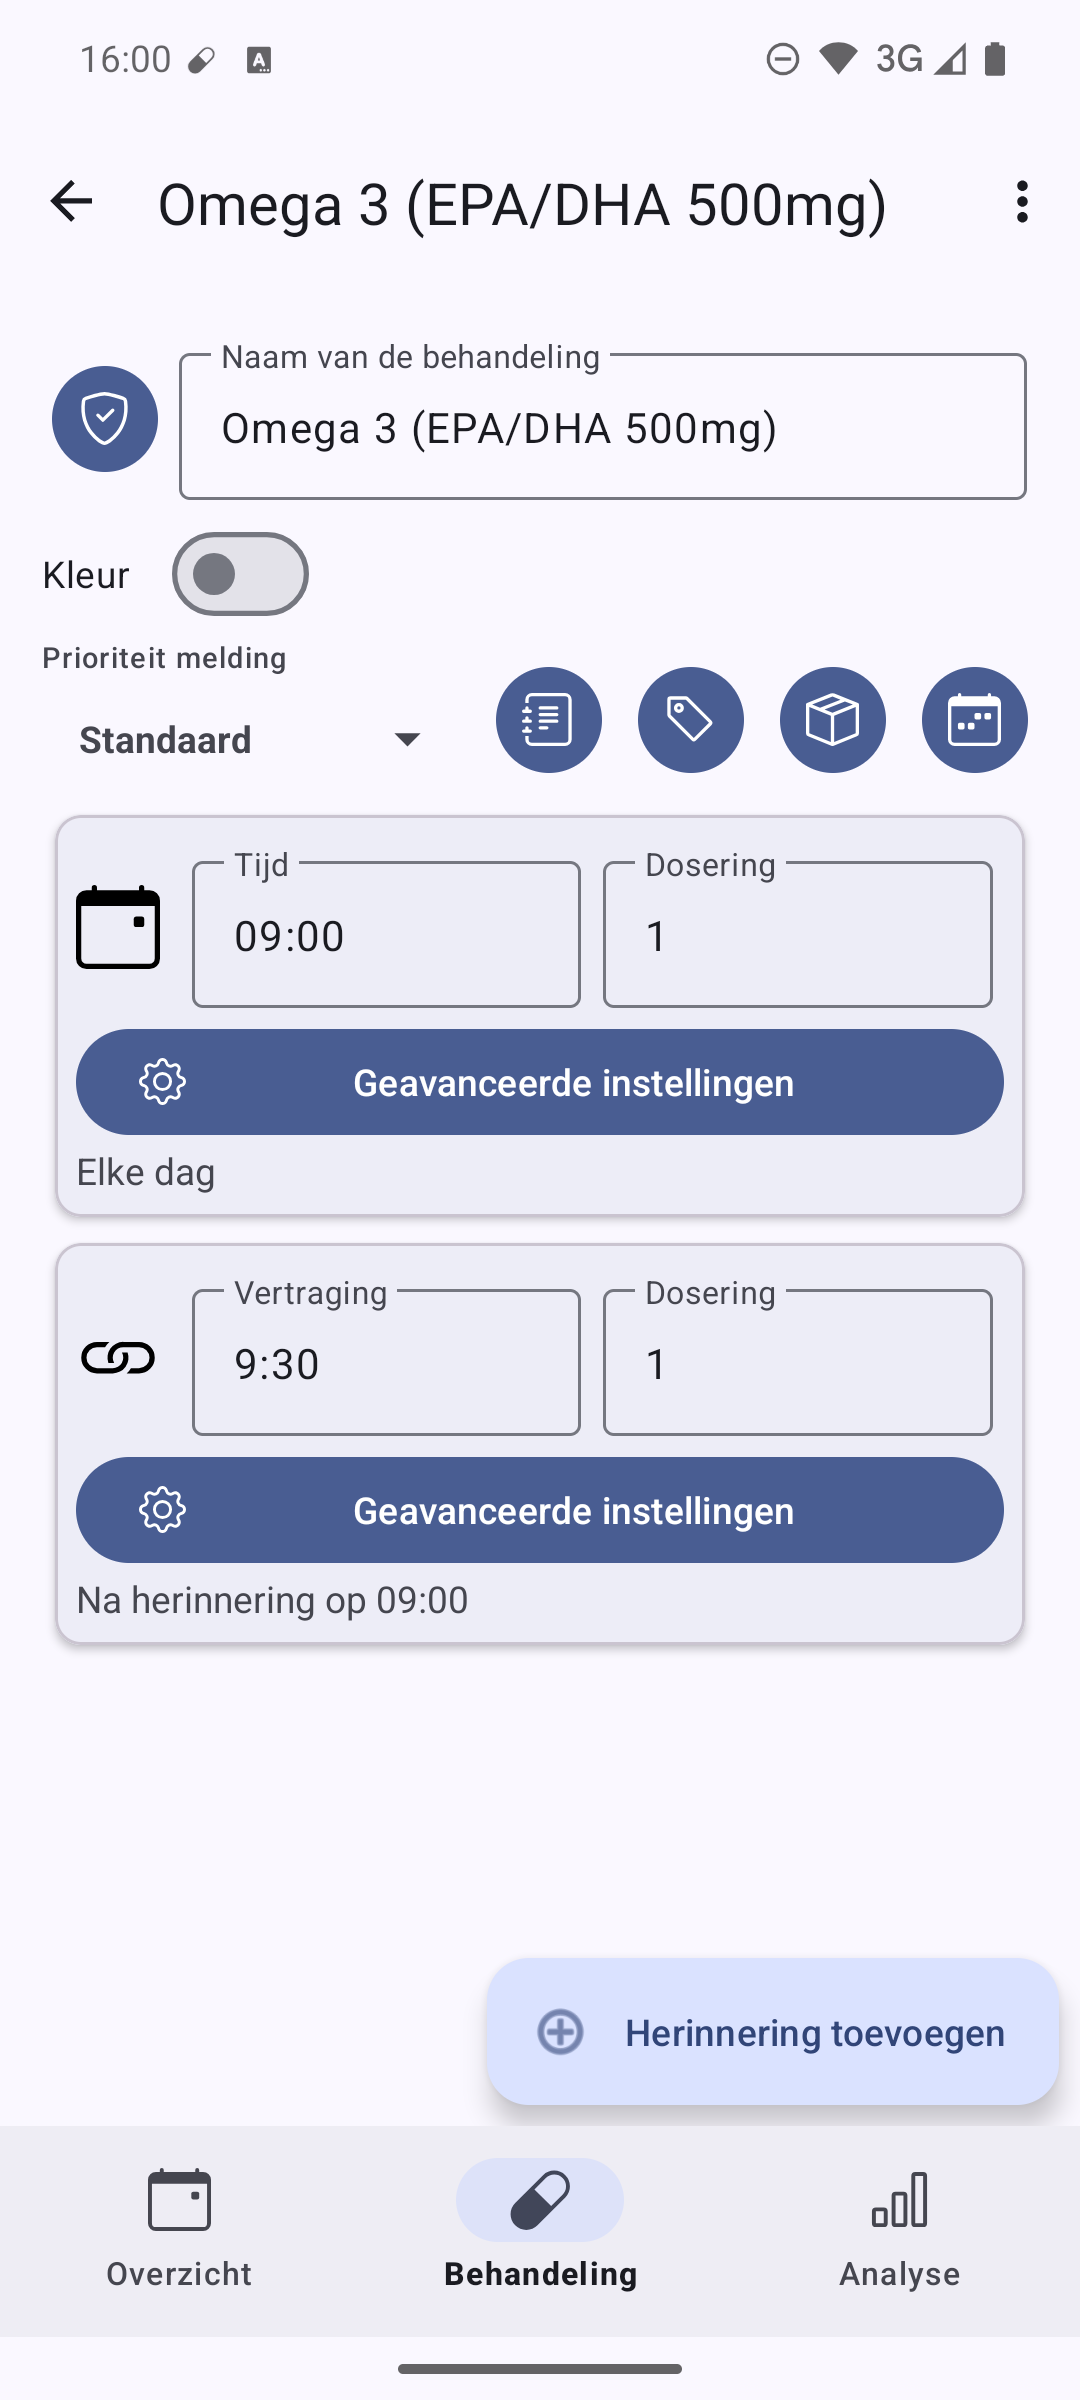 16:00
3G
Omega 3 (EPA/DHA 500mg)
Naam van de behandeling
Omega 3 (EPA/DHA 500mg)
Kleur
Prioriteit melding
Standaard
Tijd
09:00
Dosering
1
Geavanceerde instellingen
Elke dag
Vertraging
9:30
Dosering
1
Geavanceerde instellingen
Na herinnering op 09:00
Herinnering toevoegen
Overzicht
Behandeling
Analyse